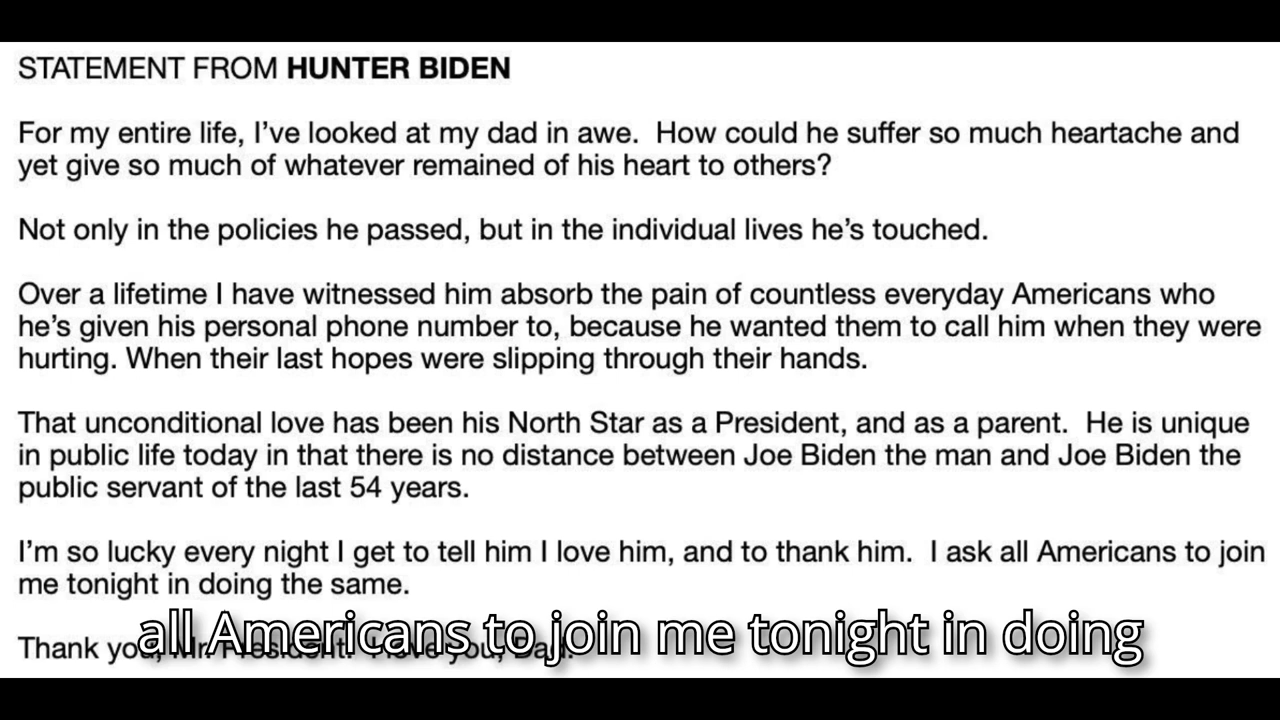 STATEMENT FROM HUNTER BIDEN
For my entire life, I’ve looked at my dad in awe.  How could he suffer so much heartache and
yet give so much of whatever remained of his heart to others?
Not only in the policies he passed, but in the individual lives he’s touched.
Over a lifetime I have witnessed him absorb the pain of countless everyday Americans who
he’s given his personal phone number to, because he wanted them to call him when they were
hurting. When their last hopes were slipping through their hands.
That unconditional love has been his North Star as a President, and as a parent.  He is unique
in public life today in that there is no distance between Joe Biden the man and Joe Biden the
public servant of the last 54 years.
I’m so lucky every night I get to tell him I love him, and to thank him.  I ask all Americans to join
me tonight in doing the same.
Thank you, Mr. President.  I love you, Dad.
all Americans to join me tonight in doing